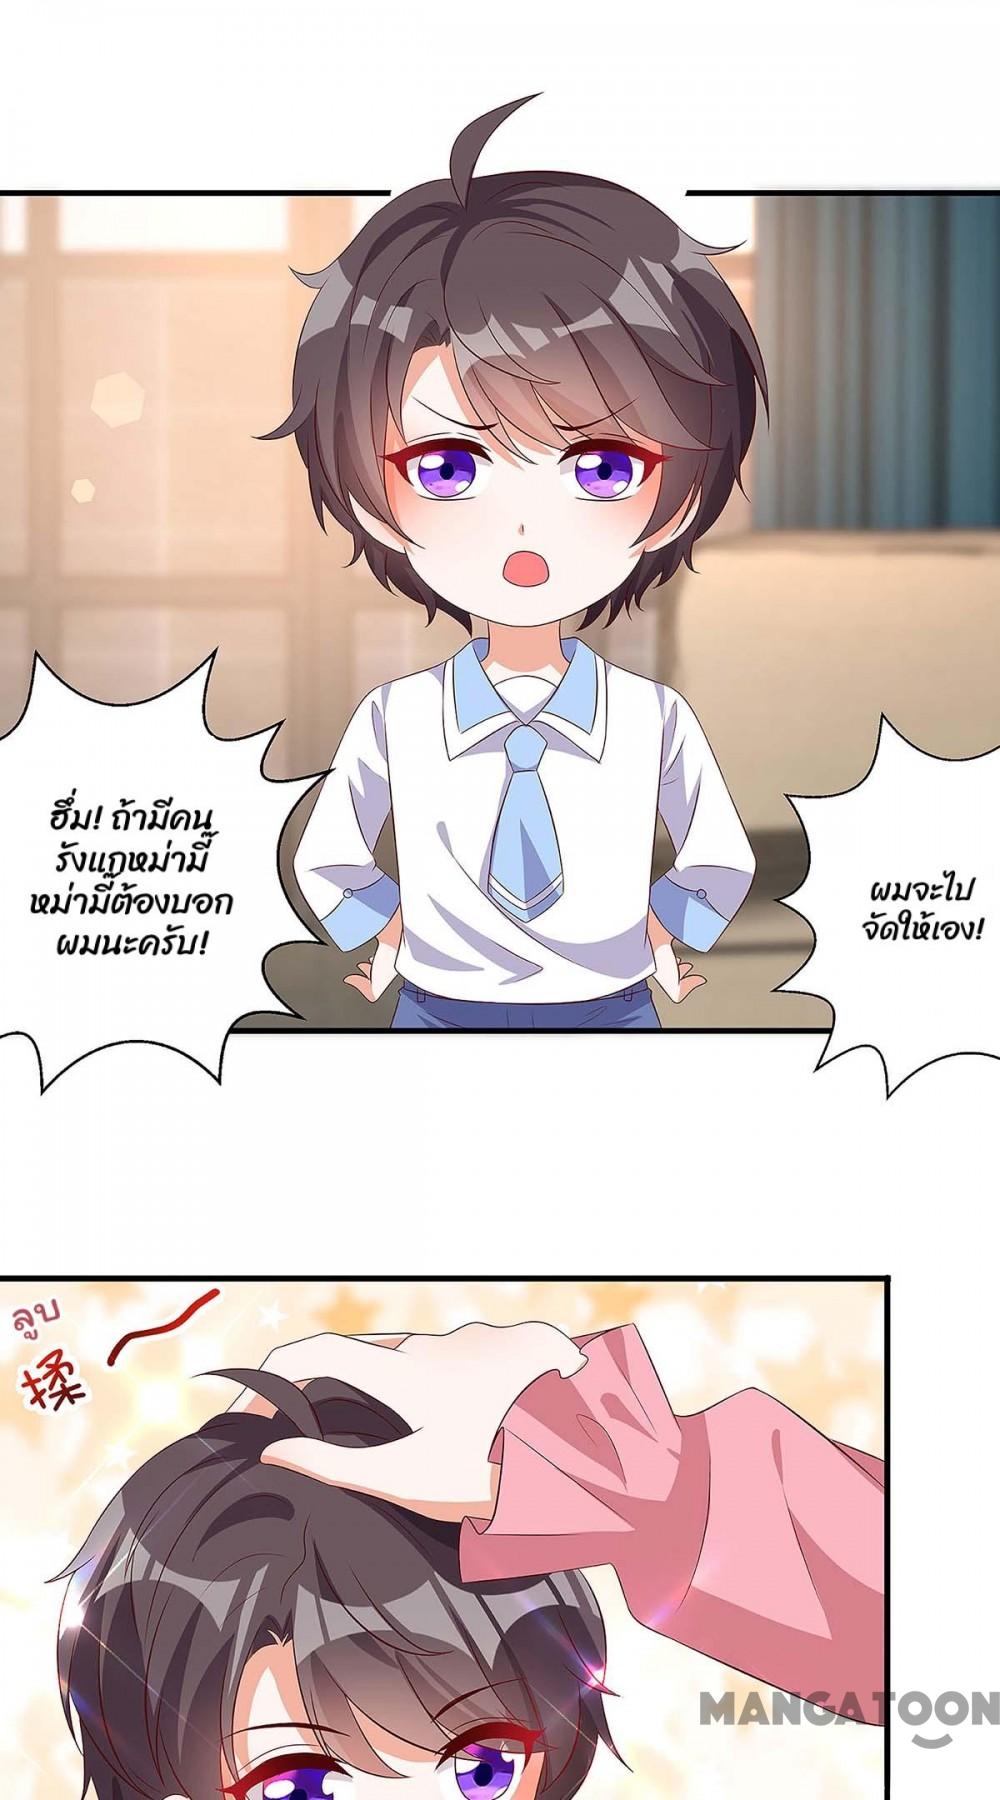 ฮึ่ม! ถ้ามีคน
รังแกหม่ามี๊
หม่ามี๊ต้องบอก
ผมนะครับ!
ผมจะไป
จัดให้เอง!
ลูบ
揉
MANGATOON